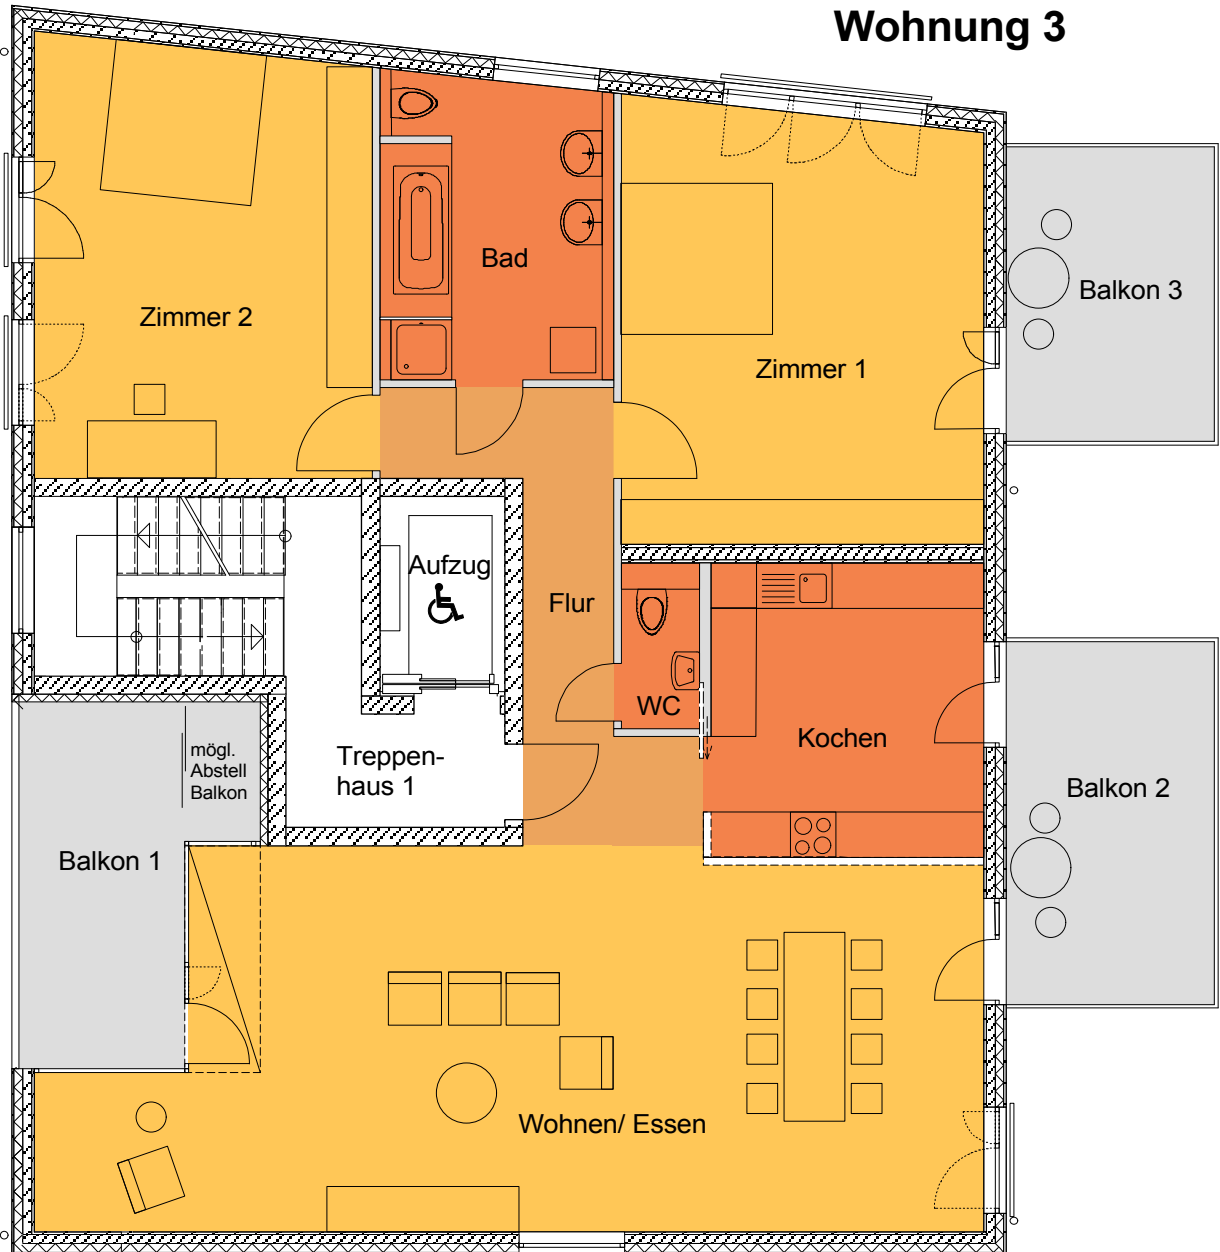 Wohnung 3
Bad
Balkon 3
Zimmer 2
Zimmer 1
Aufzug
Flur
WC
Kochen
mögl.
Abstell
Balkon
Treppen-
haus 1
Balkon 2
Balkon 1
Wohnen/ Essen